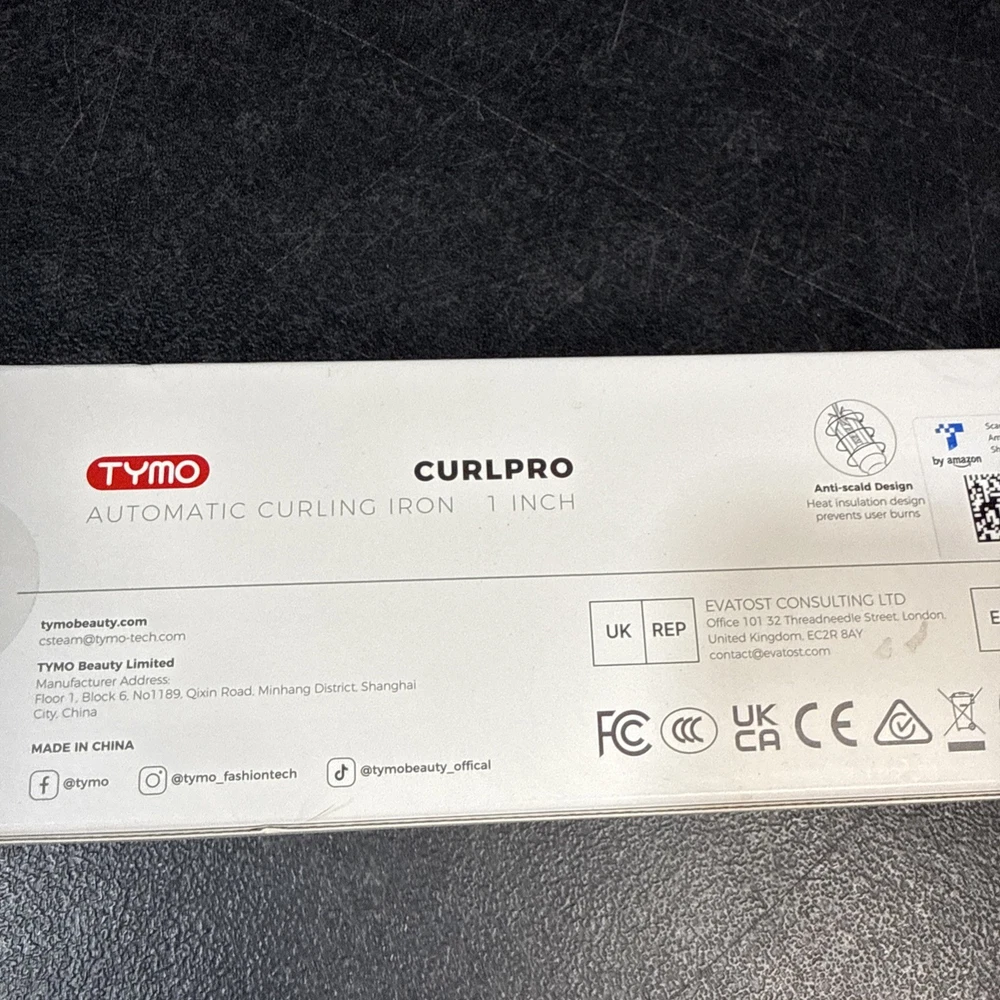 TYMO
CURLPRO
AUTOMATIC CURLING IRON 1 INCH
Anti-scald Design
Heat insulation design
prevents user burns
by amazon
tymobeauty.com
csteam@tymo-tech.com
TYMO Beauty Limited
Manufacturer Address:
Floor 1, Block 6, No1189, Qixin Road, Minhang District, Shanghai
City, China
MADE IN CHINA
@tymo
@tymo_fashiontech
@tymobeauty_offical
UK REP
EVATOST CONSULTING LTD
Office 101 32 Threadneedle Street, London,
United Kingdom, EC2R 8AY
contact@evatost.com
FC CCC UK CA CE